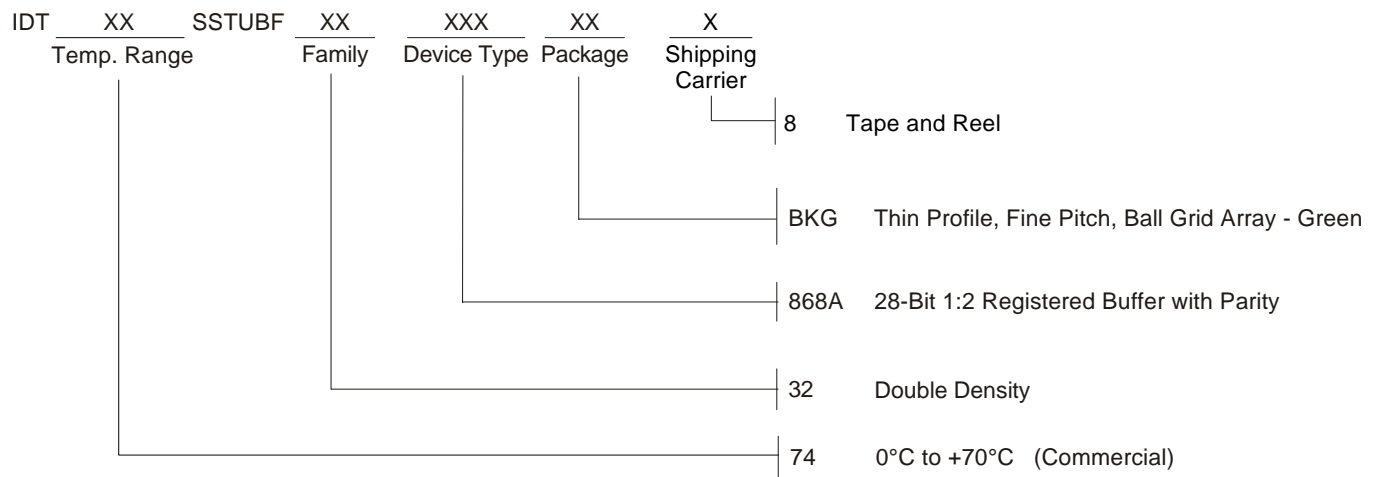 IDT XX SSTUBF XX XXX XX X
Temp. Range Family Device Type Package Shipping
Carrier
8 Tape and Reel
BKG Thin Profile, Fine Pitch, Ball Grid Array - Green
868A 28-Bit 1:2 Registered Buffer with Parity
32 Double Density
74 0°C to +70°C (Commercial)